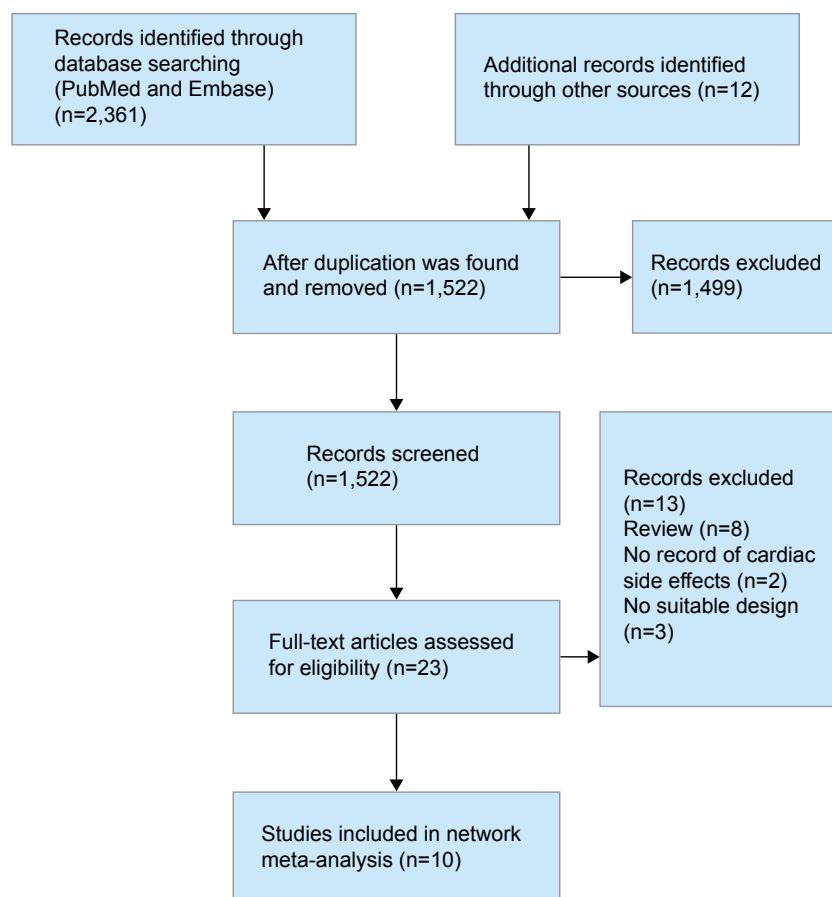 Records identified through
database searching
(PubMed and Embase)
(n=2,361)
Additional records identified
through other sources (n=12)
After duplication was found
and removed (n=1,522)
Records excluded
(n=1,499)
Records screened
(n=1,522)
Records excluded
(n=13)
Review (n=8)
No record of cardiac
side effects (n=2)
No suitable design
(n=3)
Full-text articles assessed
for eligibility (n=23)
Studies included in network
meta-analysis (n=10)